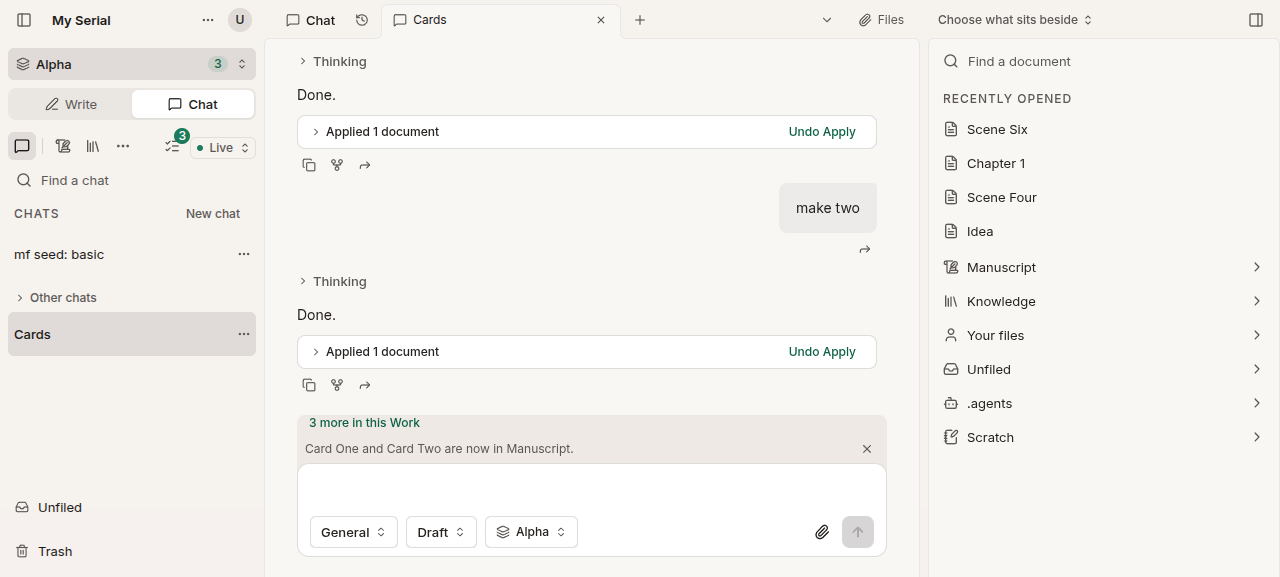 My Serial
U
Alpha
3
Write
Chat
3
Live
Find a chat
CHATS
New chat
mf seed: basic
Other chats
Cards
Unfiled
Trash
Chat
Cards
Files
Thinking
Done.
Applied 1 document
Undo Apply
make two
Thinking
Done.
Applied 1 document
Undo Apply
3 more in this Work
Card One and Card Two are now in Manuscript.
General
Draft
Alpha
Choose what sits beside
Find a document
RECENTLY OPENED
Scene Six
Chapter 1
Scene Four
Idea
Manuscript
Knowledge
Your files
Unfiled
.agents
Scratch